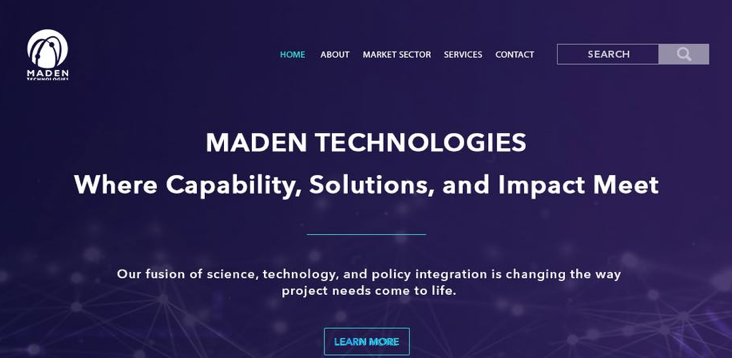 MADEN
TECHNOLOGIES
HOME ABOUT MARKET SECTOR SERVICES CONTACT SEARCH
MADEN TECHNOLOGIES
Where Capability, Solutions, and Impact Meet
Our fusion of science, technology, and policy integration is changing the way
project needs come to life.
LEARN MORE